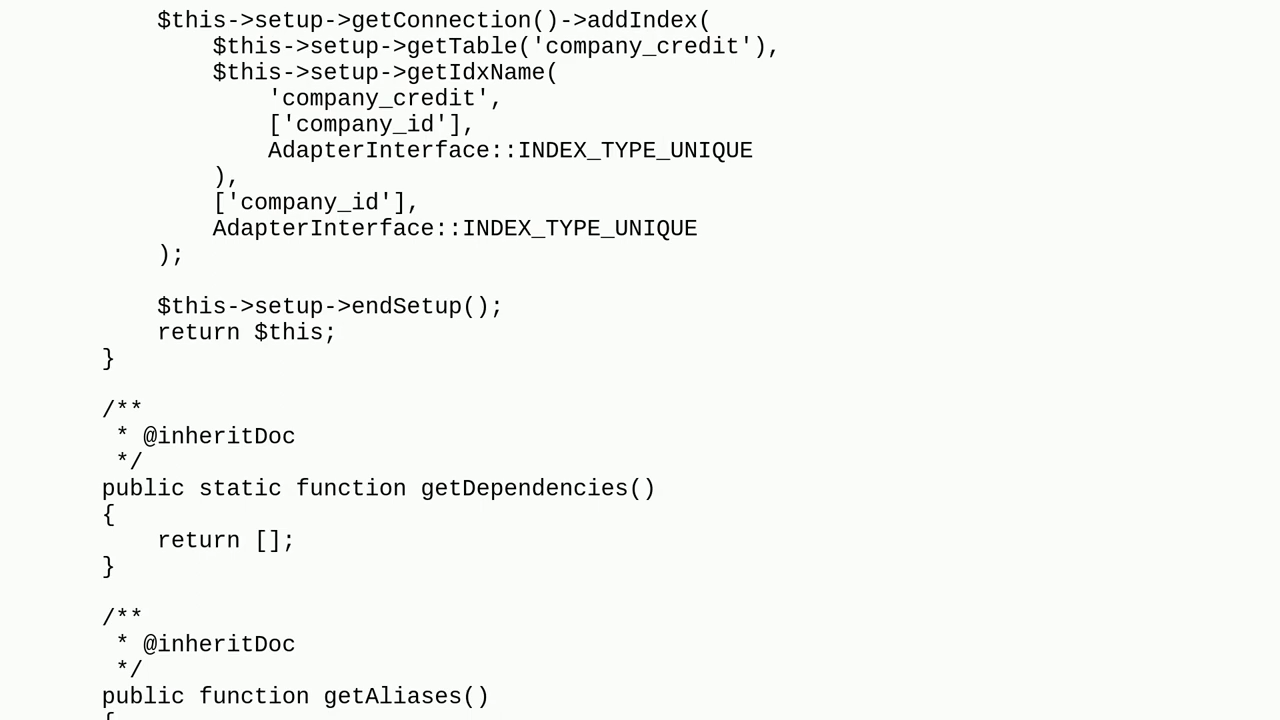 $this->setup->getConnection()->addIndex(
$this->setup->getTable('company_credit'),
$this->setup->getIdxName(
'company_credit',
['company_id'],
AdapterInterface::INDEX_TYPE_UNIQUE
),
['company_id'],
AdapterInterface::INDEX_TYPE_UNIQUE
);
$this->setup->endSetup();
return $this;
}
/**
* @inheritDoc
*/
public static function getDependencies()
{
return [];
}
/**
* @inheritDoc
*/
public function getAliases()
{